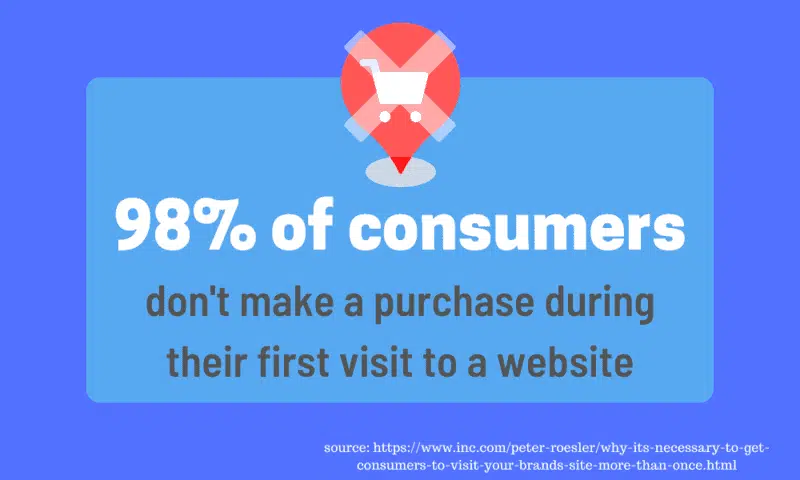 98% of consumers
don't make a purchase during
their first visit to a website
source: https://www.inc.com/peter-roesler/why-its-necessary-to-get-
consumers-to-visit-your-brands-site-more-than-once.html